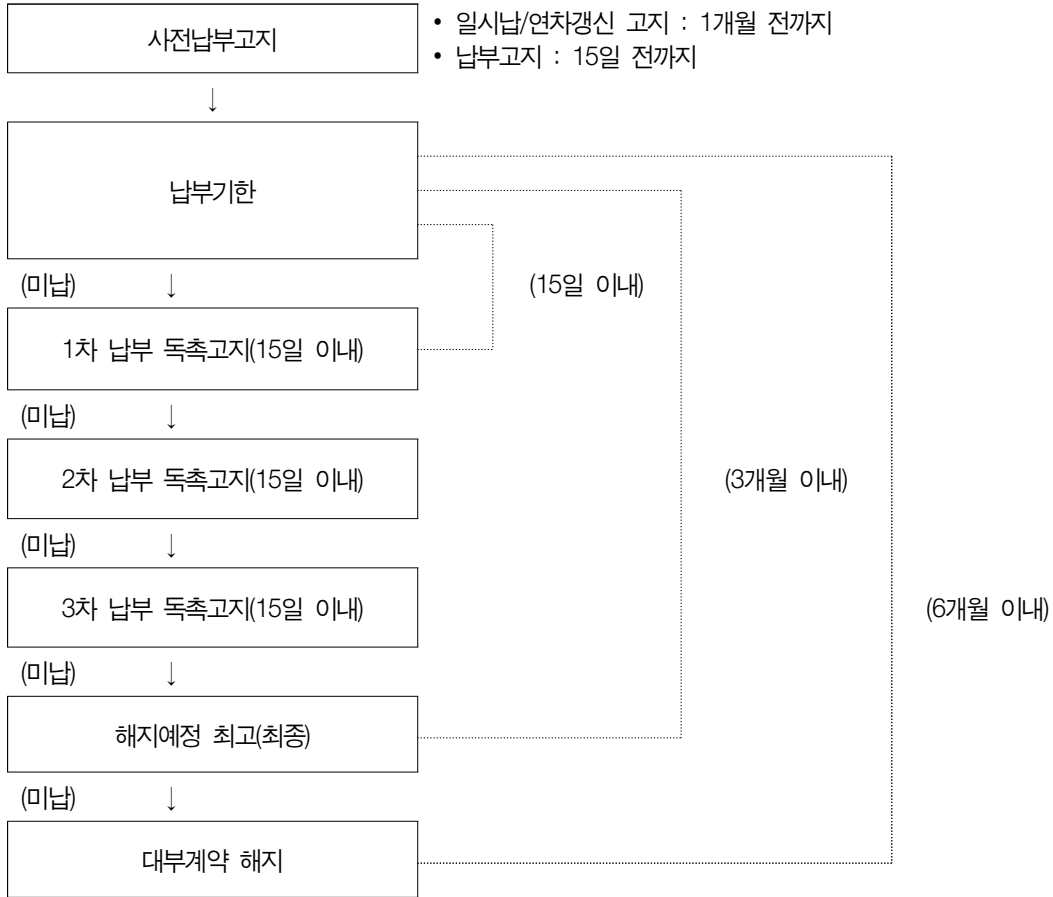 사전납부고지
• 일시납/연차갱신 고지 : 1개월 전까지
• 납부고지 : 15일 전까지
↓
납부기한
(미납) ↓
(15일 이내)
1차 납부 독촉고지(15일 이내)
(미납) ↓
2차 납부 독촉고지(15일 이내)
(3개월 이내)
(미납) ↓
3차 납부 독촉고지(15일 이내)
(6개월 이내)
(미납) ↓
해지예정 최고(최종)
(미납) ↓
대부계약 해지